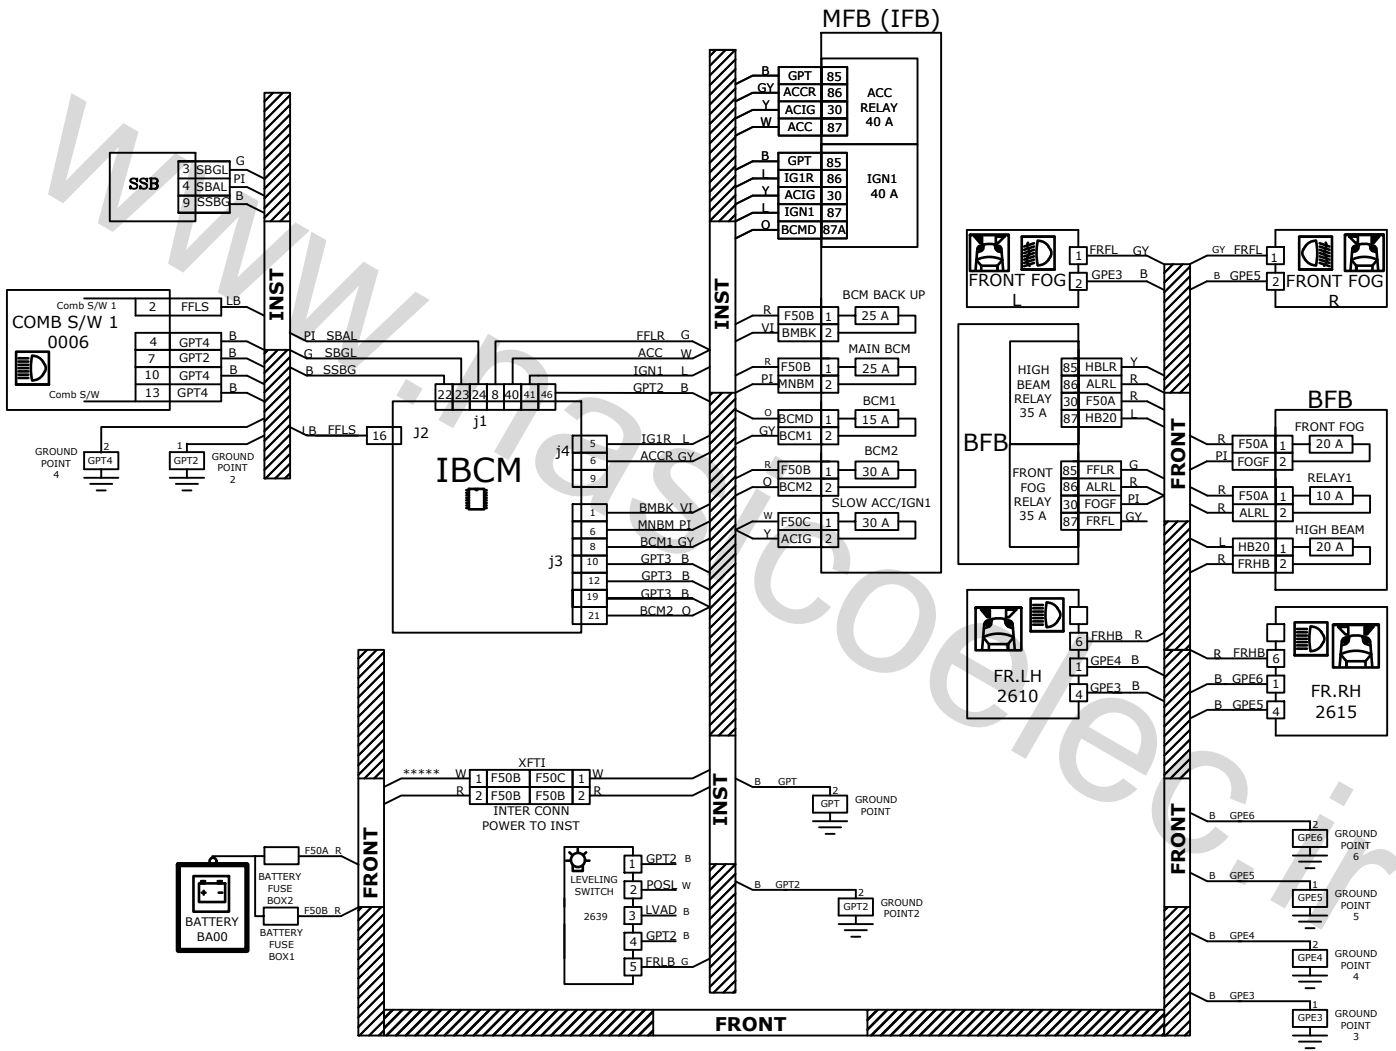 MFB (IFB)
B GPT 85
GY ACCR 86
Y ACIG 30
W ACC 87
ACC
RELAY
40 A
B GPT 85
L IG1R 86
Y ACIG 30
L IGN1 87
O BCMD 87A
IGN1
40 A
SSB
3 SBGL G
4 SBAL PI
9 SSBG B
INST
COMB S/W 1
0006
Comb S/W 1
2 FFLS LB
4 GPT4 B
7 GPT2 B
10 GPT4 B
13 GPT4 B
Comb S/W
GROUND
POINT
4
2
GPT4
1
GPT2
GROUND
POINT
2
PI SBAL
G SBGL
B SSBG
LB FFLS 16 J2
22 23 24 8 40 41 46
j1
FFLR G
ACC W
IGN1 L
GPT2 B
IBCM
j4
5 IG1R L
6 ACCR GY
9
j3
1 BMBK VI
6 MNBM PI
8 BCM1 GY
10 GPT3 B
12 GPT3 B
19 GPT3 B
21 BCM2 O
INST
BCM BACK UP
R F50B 1 25 A
VI BMBK 2
MAIN BCM
R F50B 1 25 A
PI MNBM 2
BCM1
O BCMD 1 15 A
GY BCM1 2
BCM2
R F50B 1 30 A
O BCM2 2
SLOW ACC/IGN1
W F50C 1 30 A
Y ACIG 2
FRONT FOG
L
1 FRFL GY
2 GPE3 B
GY FRFL 1
B GPE5 2
FRONT FOG
R
BFB
HIGH
BEAM
RELAY
35 A
85 HBLR Y
86 ALRL R
30 F50A R
87 HB20 L
FRONT
FOG
RELAY
35 A
85 FFLR G
86 ALRL R
30 FOGF PI
87 FRFL GY
FRONT
BFB
FRONT FOG
R F50A 1 20 A
PI FOGF 2
RELAY1
R F50A 1 10 A
R ALRL 2
HIGH BEAM
L HB20 1 20 A
R FRHB 2
FR.LH
2610
6 FRHB R
1 GPE4 B
4 GPE3 B
R FRHB 6
B GPE6 1
B GPE5 4
FR.RH
2615
XFTI
***** W 1 F50B F50C 1 W
R 2 F50B F50B 2 R
INTER CONN
POWER TO INST
INST
FRONT
BATTERY
BA00
F50A R
BATTERY
FUSE
BOX2
F50B R
BATTERY
FUSE
BOX1
LEVELING
SWITCH
2639
1 GPT2 B
2 POSL W
3 LVAD B
4 GPT2 B
5 FRLB G
B GPT
2
GPT
GROUND
POINT
B GPT2
2
GPT2
GROUND
POINT2
FRONT
B GPE6
2
GPE6
GROUND
POINT
6
B GPE5
1
GPE5
GROUND
POINT
5
B GPE4
2
GPE4
GROUND
POINT
4
B GPE3
1
GPE3
GROUND
POINT
3
FRONT
www.nasicoelec.ir